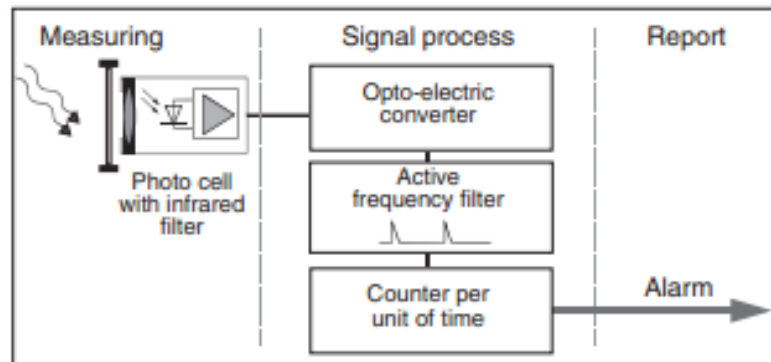 Measuring
Signal process
Report
Opto-electric
converter
Photo cell
with infrared
filter
Active
frequency filter
Counter per
unit of time
Alarm